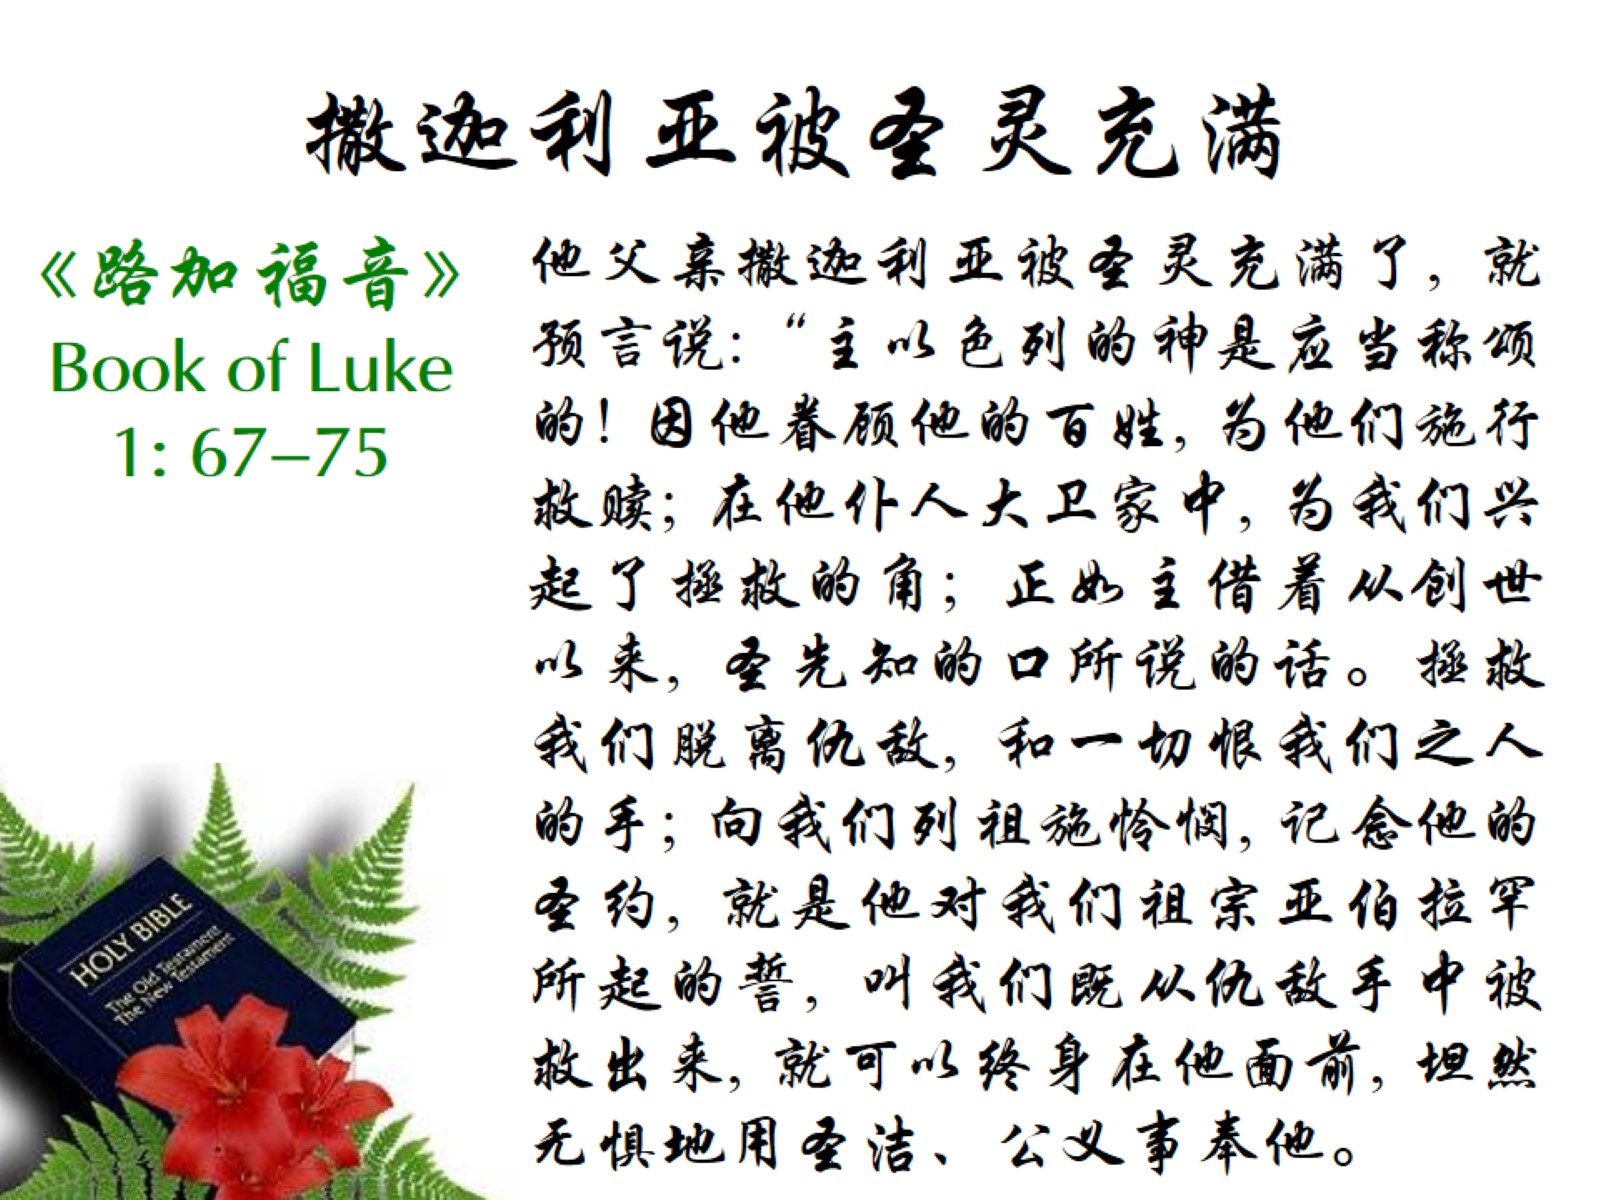 撒迦利亚被圣灵充满
《路加福音》
Book of Luke
1: 67–75
他父亲撒迦利亚被圣灵充满了，就
预言说：“主以色列的神是应当称颂
的！因他眷顾他的百姓，为他们施行
救赎；在他仆人大卫家中，为我们兴
起了拯救的角；正如主借着从创世
以来，圣先知的口所说的话。拯救
我们脱离仇敌，和一切恨我们之人
的手；向我们列祖施怜悯，记念他的
圣约，就是他对我们祖宗亚伯拉罕
所起的誓，叫我们既从仇敌手中被
救出来，就可以终身在他面前，坦然
无惧地用圣洁、公义事奉他。
HOLY BIBLE
The Old Testament
The New Testament